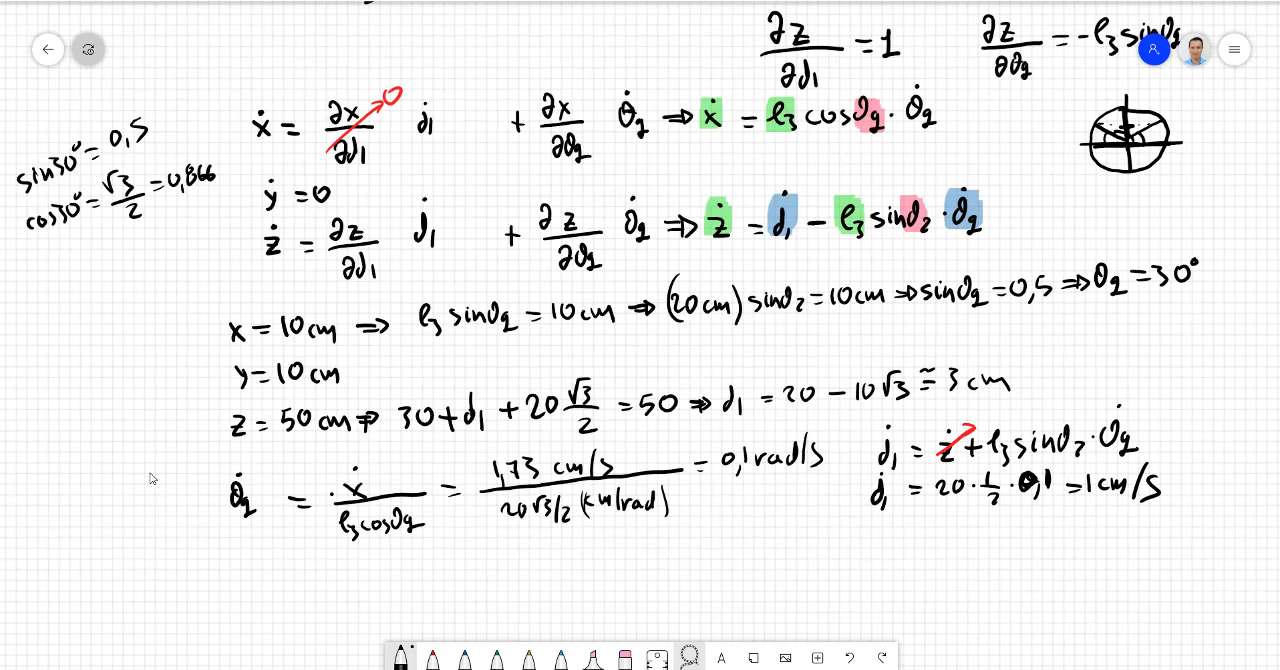 ∂z/∂d₁ = 1   ∂z/∂θ₂ = -l₃ sinθ₂
ẋ = ∂x/∂d₁ →0 ḋ₁ + ∂x/∂θ₂ θ̇₂ ⇒ ẋ = l₃ cosθ₂ · θ̇₂
sin30° = 0,5
cos30° = √3/2 = 0,866
ẏ = 0
ż = ∂z/∂d₁ ḋ₁ + ∂z/∂θ₂ θ̇₂ ⇒ ż = ḋ₁ - l₃ sinθ₂ · θ̇₂
x = 10cm ⇒ l₃ sinθ₂ = 10cm ⇒ (20cm) sinθ₂ = 10cm ⇒ sinθ₂ = 0,5 ⇒ θ₂ = 30°
y = 10cm
z = 50cm ⇒ 30 + d₁ + 20 √3/2 = 50 ⇒ d₁ = 20 - 10√3 ≅ 3cm
θ̇₂ = ẋ / l₃cosθ₂ = 1,73 cm/s / 20√3/2 (cm/rad) = 0,1 rad/s
ḋ₁ = ż + l₃ sinθ₂ · θ̇₂
ḋ₁ = 20 · 1/2 · 0,1 = 1cm/s
A